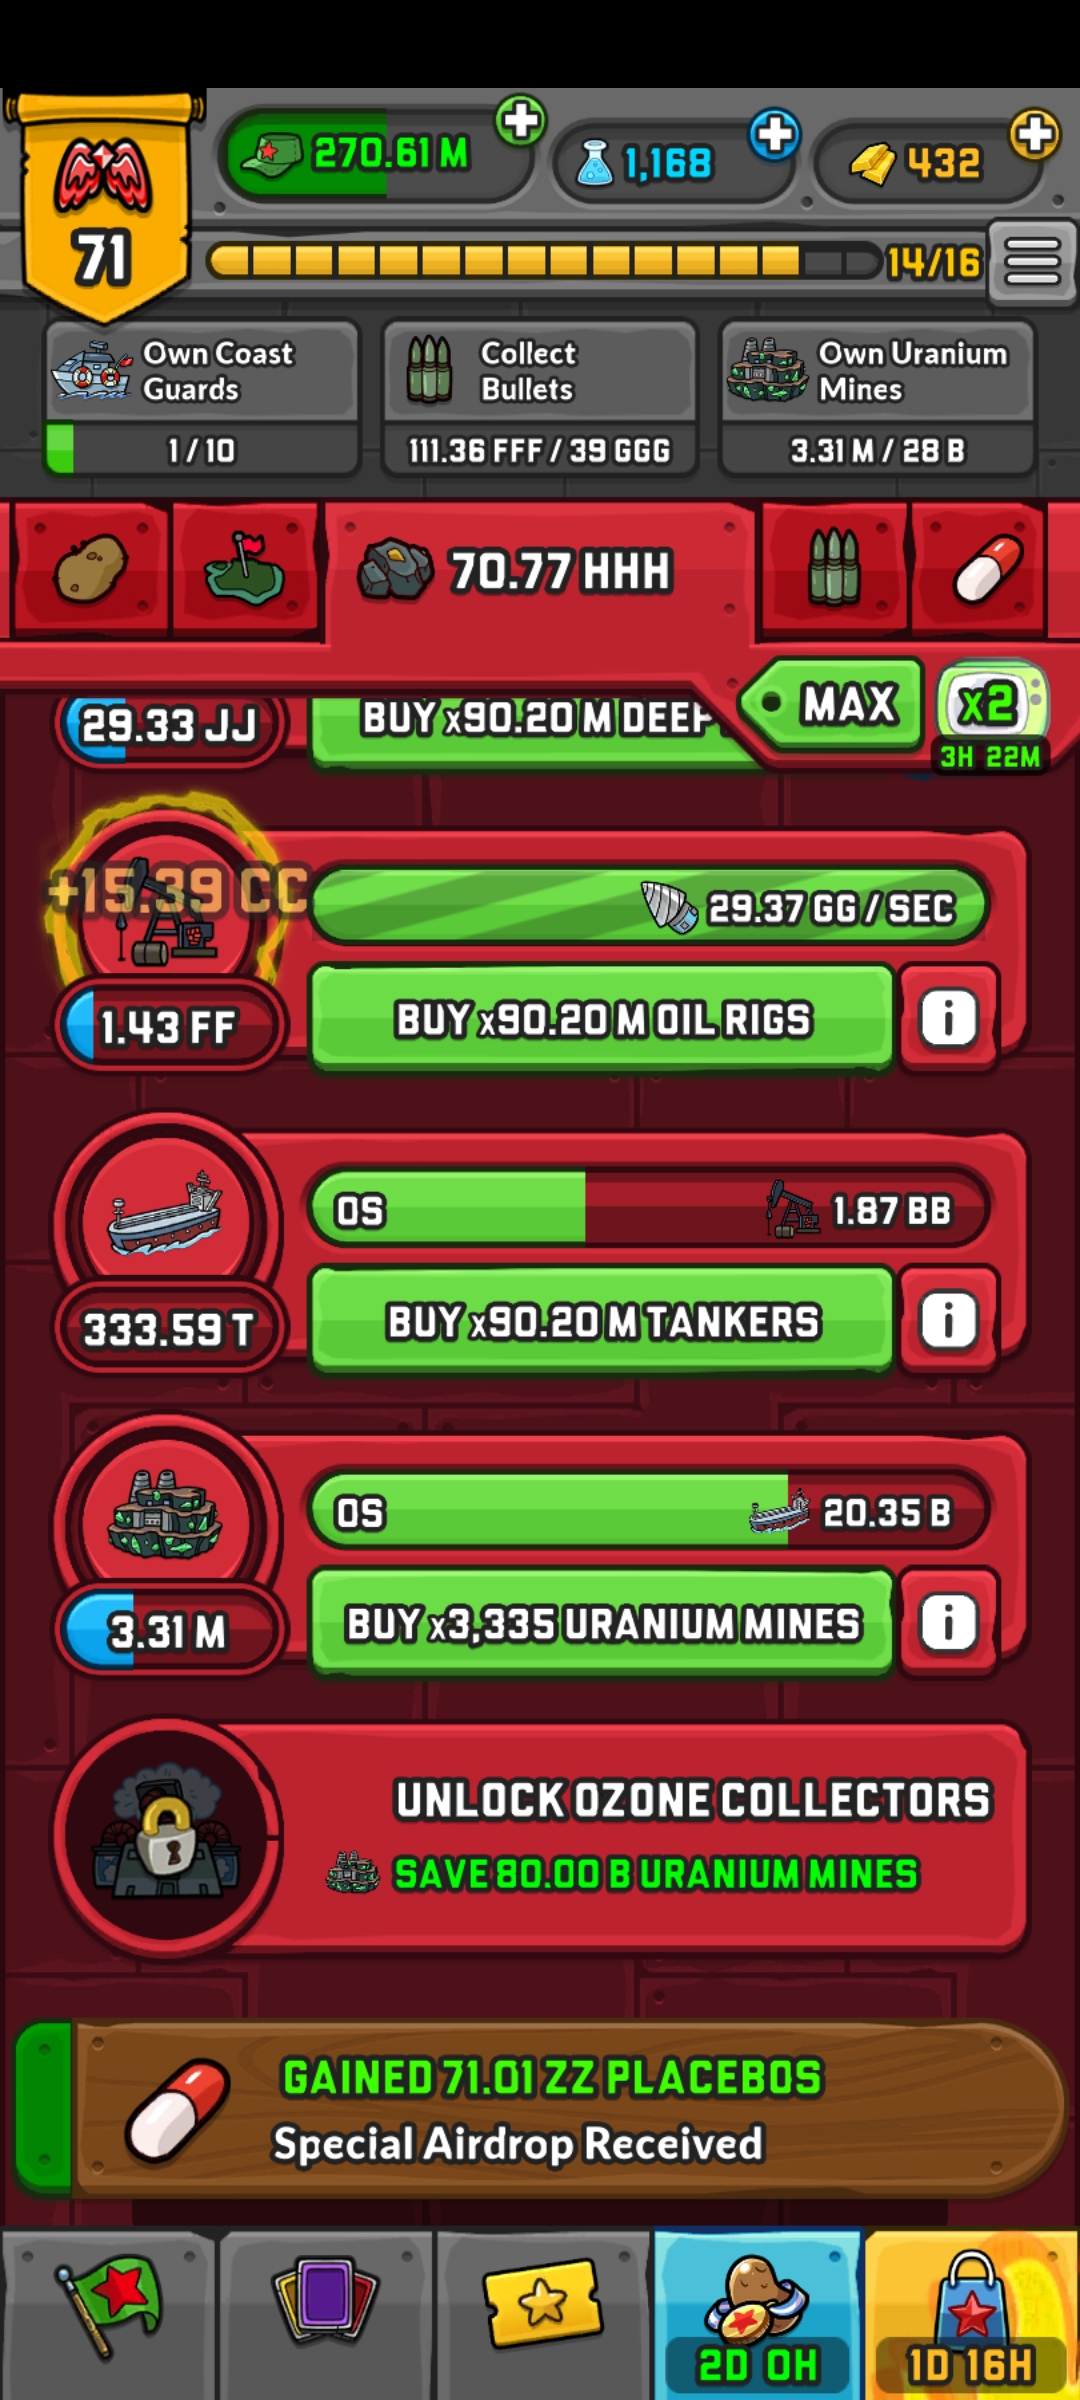 71
270.61 M
1,168
432
14/16
Own Coast
Guards
1 / 10
Collect
Bullets
111.36 FFF / 39 GGG
Own Uranium
Mines
3.31 M / 28 B
70.77 HHH
MAX
x2
3H 22M
29.33 JJ
BUY x90.20 M DEEP
+15.39 CC
29.37 GG / SEC
1.43 FF
BUY x90.20 M OIL RIGS
0S
1.87 BB
333.59 T
BUY x90.20 M TANKERS
0S
20.35 B
3.31 M
BUY x3,335 URANIUM MINES
UNLOCK OZONE COLLECTORS
SAVE 80.00 B URANIUM MINES
GAINED 71.01 ZZ PLACEBOS
Special Airdrop Received
2D 0H
1D 16H